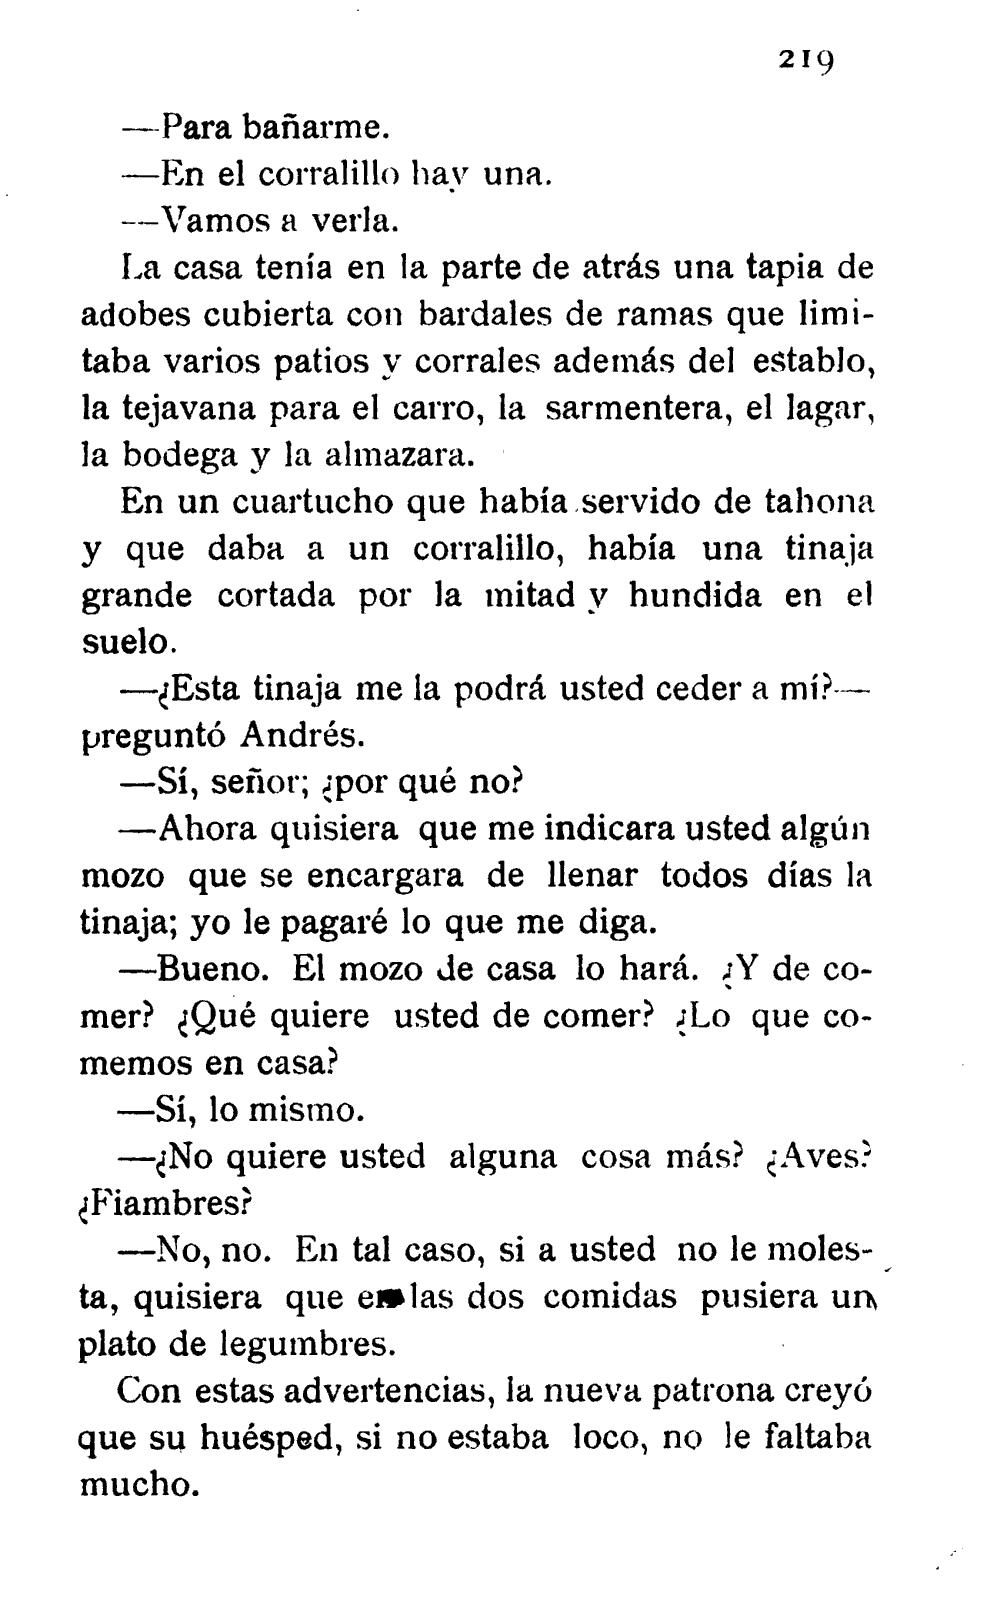 219
—Para bañarme.
—En el corralillo hay una.
—Vamos a verla.
La casa tenía en la parte de atrás una tapia de
adobes cubierta con bardales de ramas que limi-
taba varios patios y corrales además del establo,
la tejavana para el carro, la sarmentera, el lagar,
la bodega y la almazara.
En un cuartucho que había servido de tahona
y que daba a un corralillo, había una tinaja
grande cortada por la mitad y hundida en el
suelo.
—¿Esta tinaja me la podrá usted ceder a mí?—
preguntó Andrés.
—Sí, señor; ¿por qué no?
—Ahora quisiera que me indicara usted algún
mozo que se encargara de llenar todos días la
tinaja; yo le pagaré lo que me diga.
—Bueno. El mozo de casa lo hará. ¿Y de co-
mer? ¿Qué quiere usted de comer? ¿Lo que co-
memos en casa?
—Sí, lo mismo.
—¿No quiere usted alguna cosa más? ¿Aves?
¿Fiambres?
—No, no. En tal caso, si a usted no le moles-
ta, quisiera que en las dos comidas pusiera un
plato de legumbres.
Con estas advertencias, la nueva patrona creyó
que su huésped, si no estaba loco, no le faltaba
mucho.